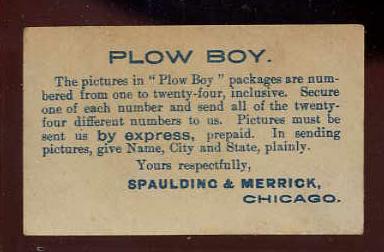 PLOW BOY.
The pictures in "Plow Boy" packages are num-
bered from one to twenty-four, inclusive. Secure
one of each number and send all of the twenty-
four different numbers to us. Pictures must be
sent us by express, prepaid. In sending
pictures, give Name, City and State, plainly.
Yours respectfully,
SPAULDING & MERRICK,
CHICAGO.